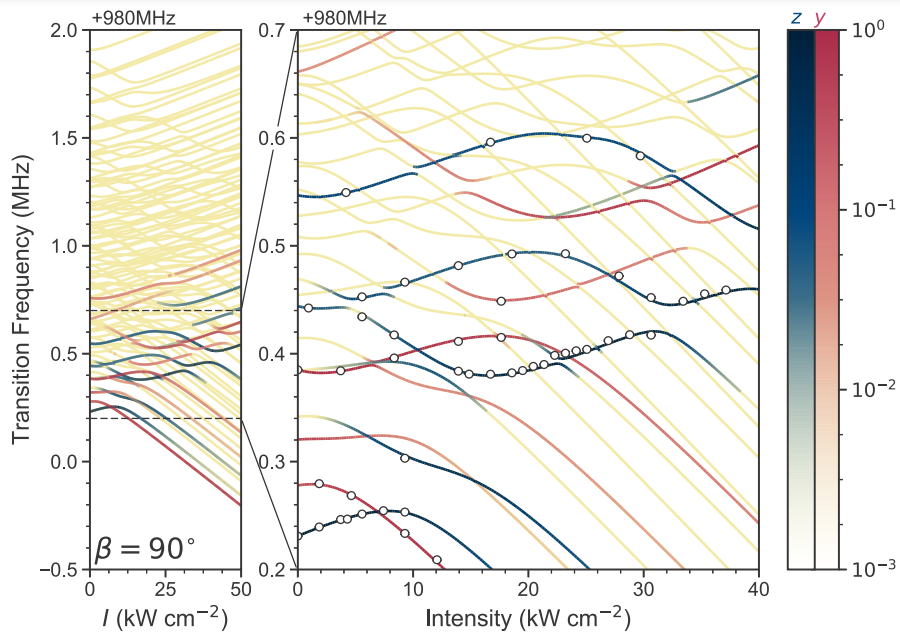 +980MHz
+980MHz
z y
Transition Frequency (MHz)
2.0
1.5
1.0
0.5
0.0
−0.5
0.7
0.6
0.5
0.4
0.3
0.2
10⁰
10⁻¹
10⁻²
10⁻³
β = 90°
0 25 50
0 10 20 30 40
I (kW cm⁻²)
Intensity (kW cm⁻²)